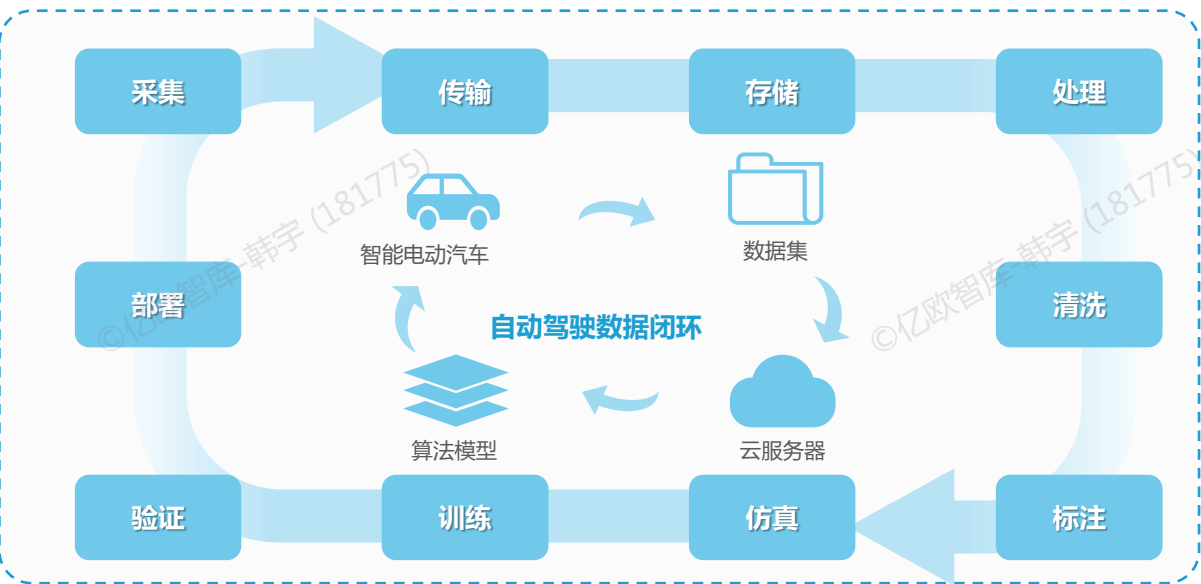 采集
传输
存储
处理
智能电动汽车
数据集
部署
自动驾驶数据闭环
清洗
算法模型
云服务器
验证
训练
仿真
标注
©亿欧智库-韩宇 (181775)
©亿欧智库-韩宇 (181775)